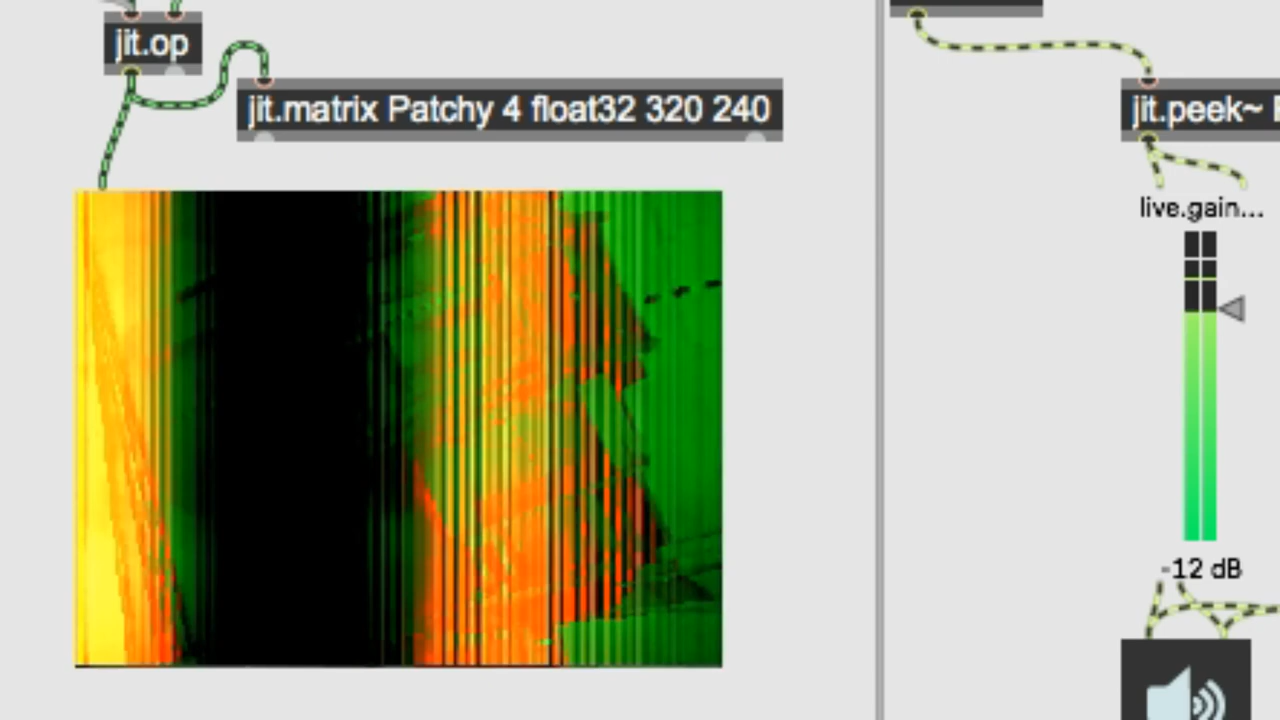 jit.op
jit.matrix Patchy 4 float32 320 240
jit.peek~
live.gain...
-12 dB